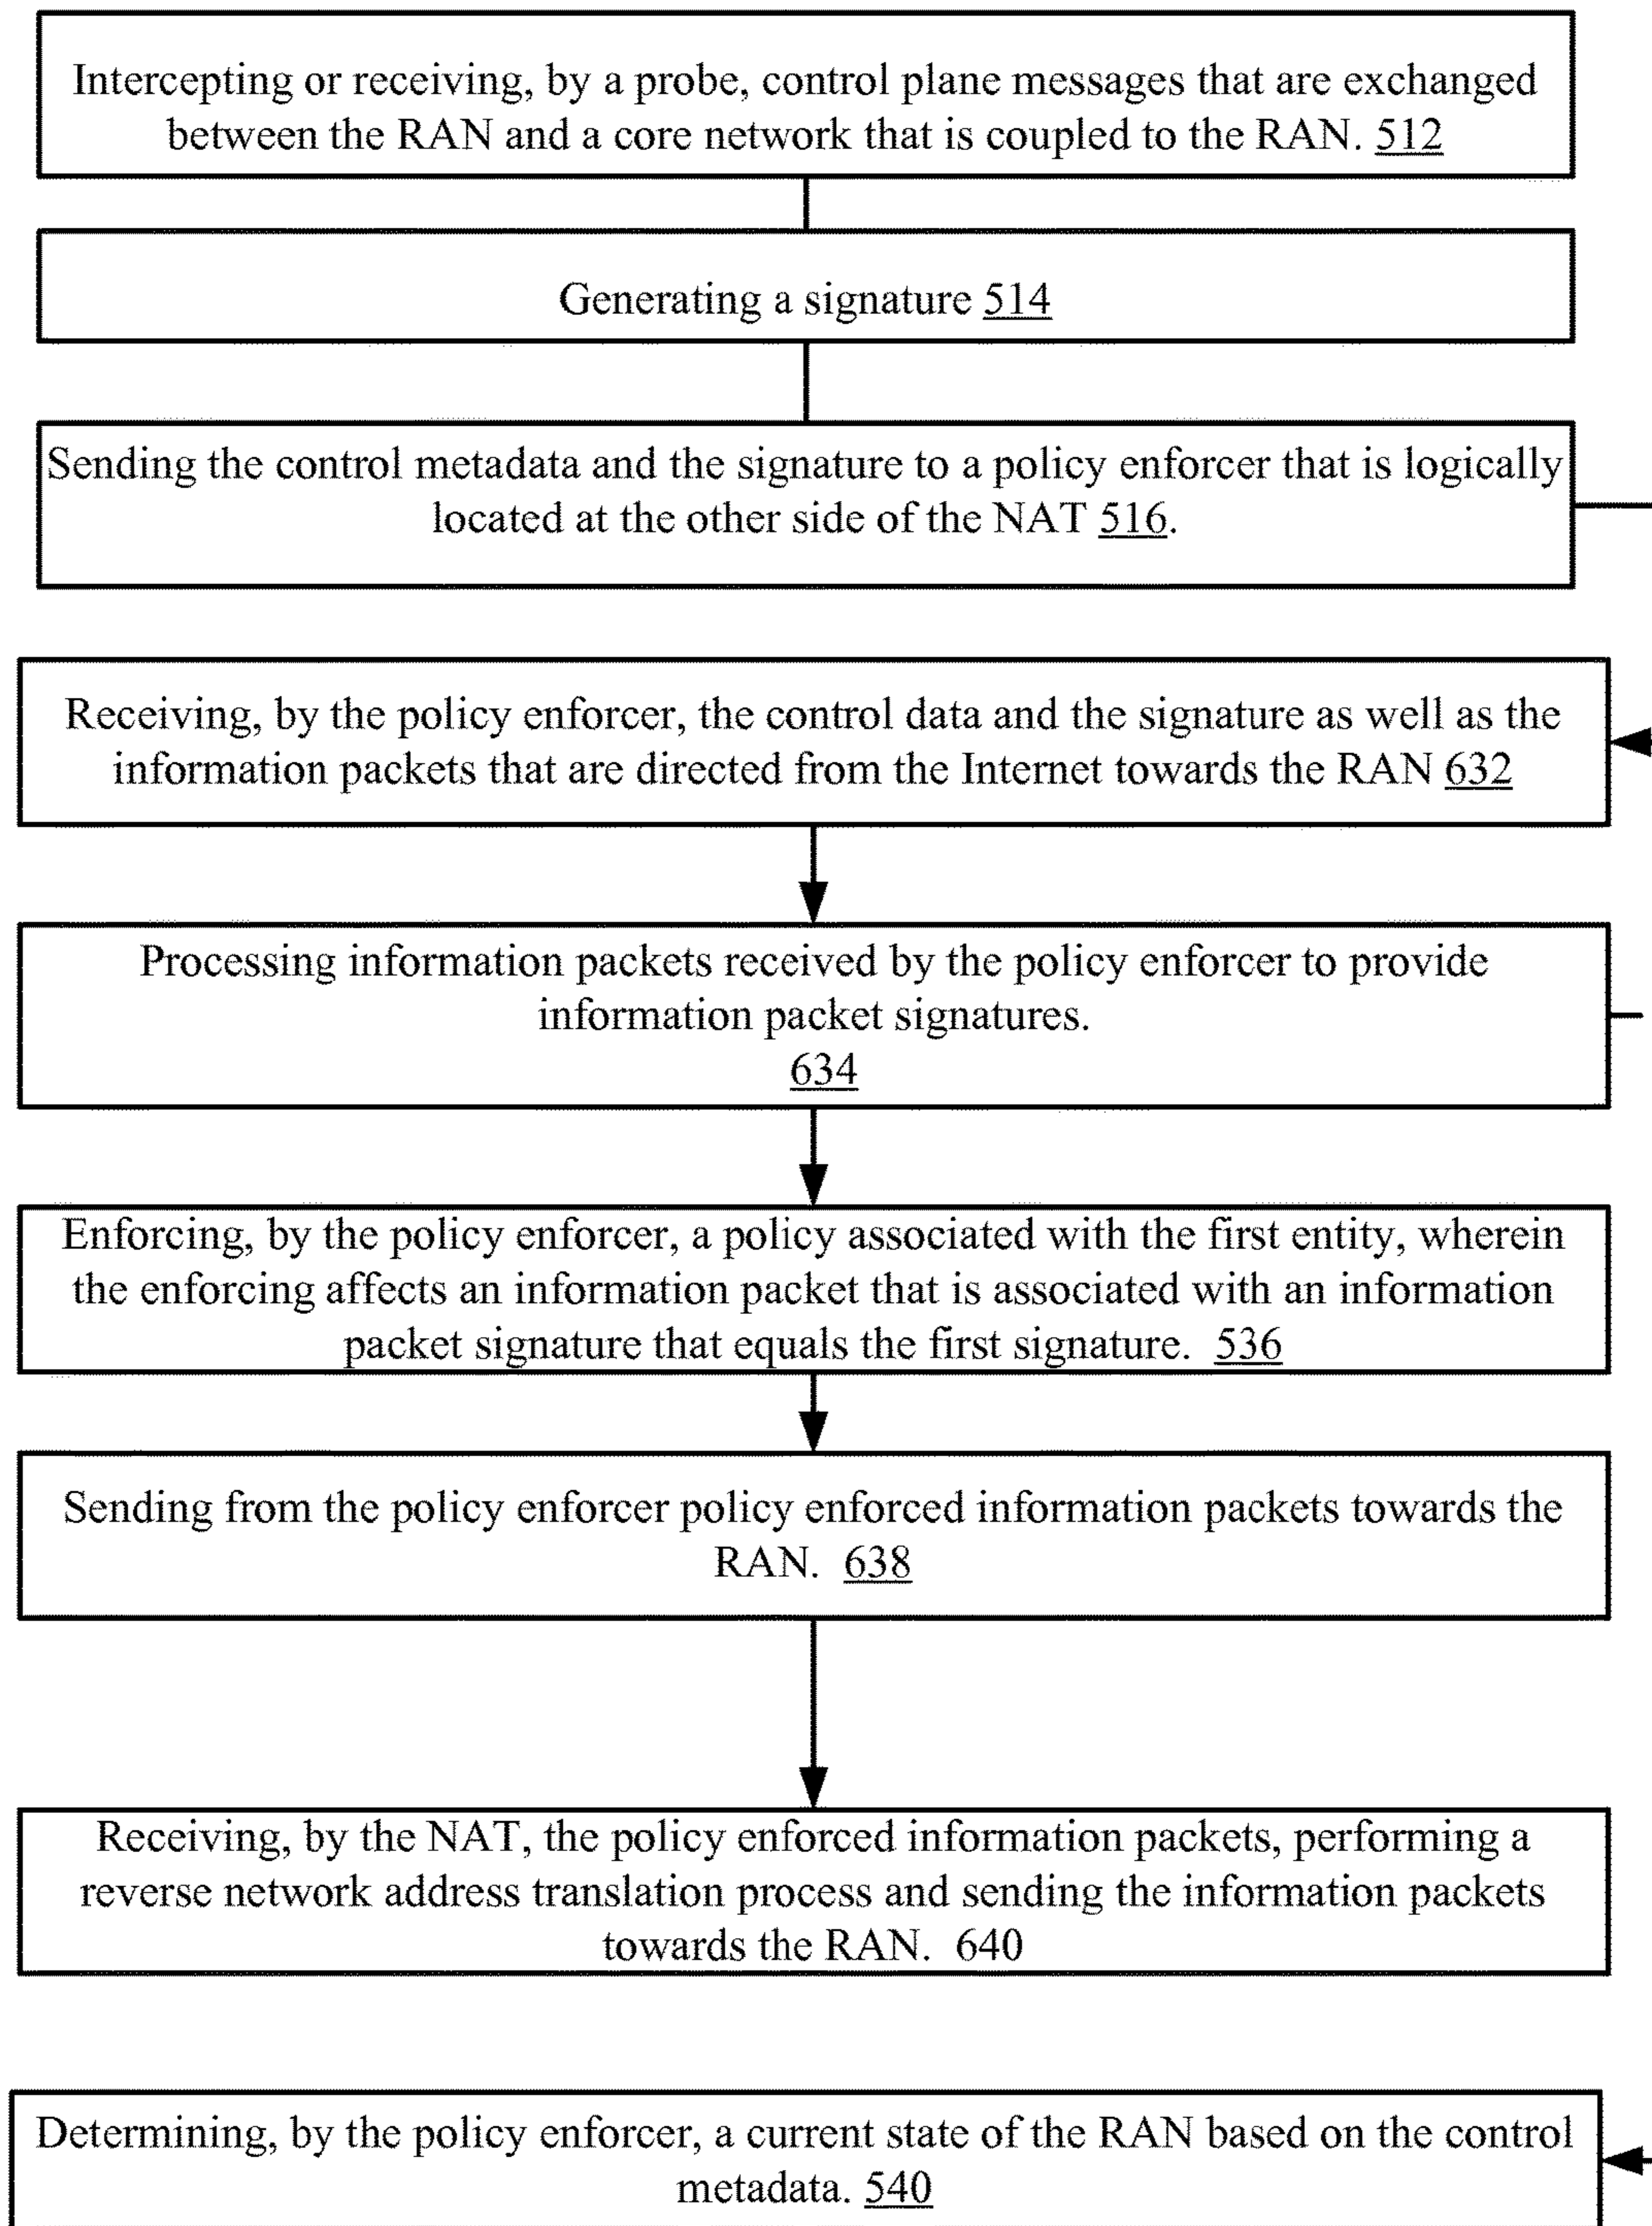 Intercepting or receiving, by a probe, control plane messages that are exchanged
between the RAN and a core network that is coupled to the RAN. 512
Generating a signature 514
Sending the control metadata and the signature to a policy enforcer that is logically
located at the other side of the NAT 516.
Receiving, by the policy enforcer, the control data and the signature as well as the
information packets that are directed from the Internet towards the RAN 632
Processing information packets received by the policy enforcer to provide
information packet signatures.
634
Enforcing, by the policy enforcer, a policy associated with the first entity, wherein
the enforcing affects an information packet that is associated with an information
packet signature that equals the first signature. 536
Sending from the policy enforcer policy enforced information packets towards the
RAN. 638
Receiving, by the NAT, the policy enforced information packets, performing a
reverse network address translation process and sending the information packets
towards the RAN. 640
Determining, by the policy enforcer, a current state of the RAN based on the control
metadata. 540